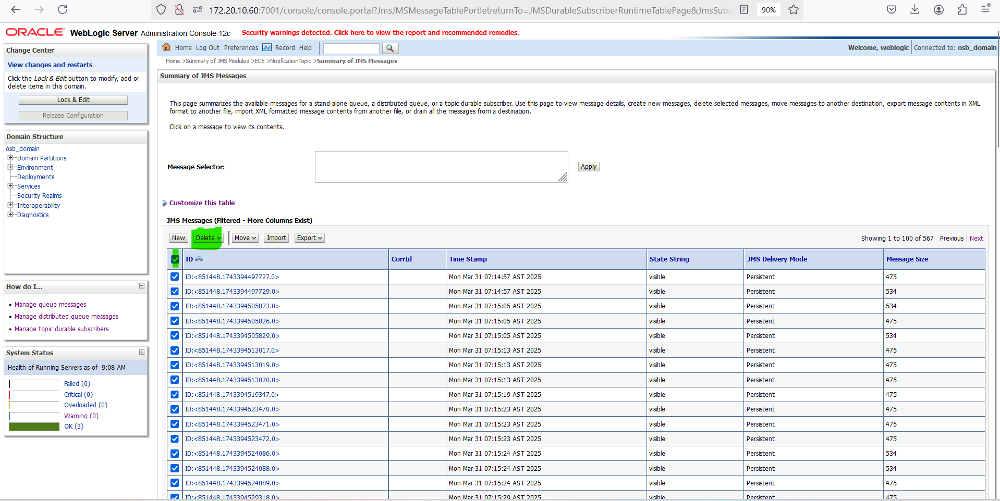 172.20.10.60:7001/console/console.portal?JmsJMSMessageTablePortletreturnTo=JMSDurableSubscriberRuntimeTablePage&JmsSubs
90%
ORACLE WebLogic Server Administration Console 12c
Security warnings detected. Click here to view the report and recommended remedies.
Change Center
View changes and restarts
Click the Lock & Edit button to modify, add or
delete items in this domain.
Lock & Edit
Release Configuration
Domain Structure
osb_domain
Domain Partitions
Environment
Deployments
Services
Security Realms
Interoperability
Diagnostics
How do I...
Manage queue messages
Manage distributed queue messages
Manage topic durable subscribers
System Status
Health of Running Servers as of 9:08 AM
Failed (0)
Critical (0)
Overloaded (0)
Warning (0)
OK (3)
Home Log Out Preferences Record Help
Welcome, weblogic Connected to: osb_domain
Home >Summary of JMS Modules >ECE >NotificationTopic >Summary of JMS Messages
Summary of JMS Messages
This page summarizes the available messages for a stand-alone queue, a distributed queue, or a topic durable subscriber. Use this page to view message details, create new messages, delete selected messages, move messages to another destination, export message contents in XML
format to another file, import XML formatted message contents from another file, or drain all the messages from a destination.
Click on a message to view its contents.
Message Selector:
Apply
Customize this table
JMS Messages (Filtered - More Columns Exist)
New Delete Move Import Export
Showing 1 to 100 of 567 Previous | Next
ID CorrId Time Stamp State String JMS Delivery Mode Message Size
ID:<851448.1743394497727.0> Mon Mar 31 07:14:57 AST 2025 visible Persistent 475
ID:<851448.1743394497729.0> Mon Mar 31 07:14:57 AST 2025 visible Persistent 534
ID:<851448.1743394505823.0> Mon Mar 31 07:15:05 AST 2025 visible Persistent 534
ID:<851448.1743394505826.0> Mon Mar 31 07:15:05 AST 2025 visible Persistent 475
ID:<851448.1743394505829.0> Mon Mar 31 07:15:05 AST 2025 visible Persistent 534
ID:<851448.1743394513017.0> Mon Mar 31 07:15:13 AST 2025 visible Persistent 475
ID:<851448.1743394513019.0> Mon Mar 31 07:15:13 AST 2025 visible Persistent 475
ID:<851448.1743394513020.0> Mon Mar 31 07:15:13 AST 2025 visible Persistent 475
ID:<851448.1743394519347.0> Mon Mar 31 07:15:19 AST 2025 visible Persistent 475
ID:<851448.1743394523470.0> Mon Mar 31 07:15:23 AST 2025 visible Persistent 475
ID:<851448.1743394523471.0> Mon Mar 31 07:15:23 AST 2025 visible Persistent 475
ID:<851448.1743394523472.0> Mon Mar 31 07:15:23 AST 2025 visible Persistent 475
ID:<851448.1743394524086.0> Mon Mar 31 07:15:24 AST 2025 visible Persistent 534
ID:<851448.1743394524088.0> Mon Mar 31 07:15:24 AST 2025 visible Persistent 534
ID:<851448.1743394524089.0> Mon Mar 31 07:15:24 AST 2025 visible Persistent 475
ID:<851448.1743394529318.0> Mon Mar 31 07:15:29 AST 2025 visible Persistent 475